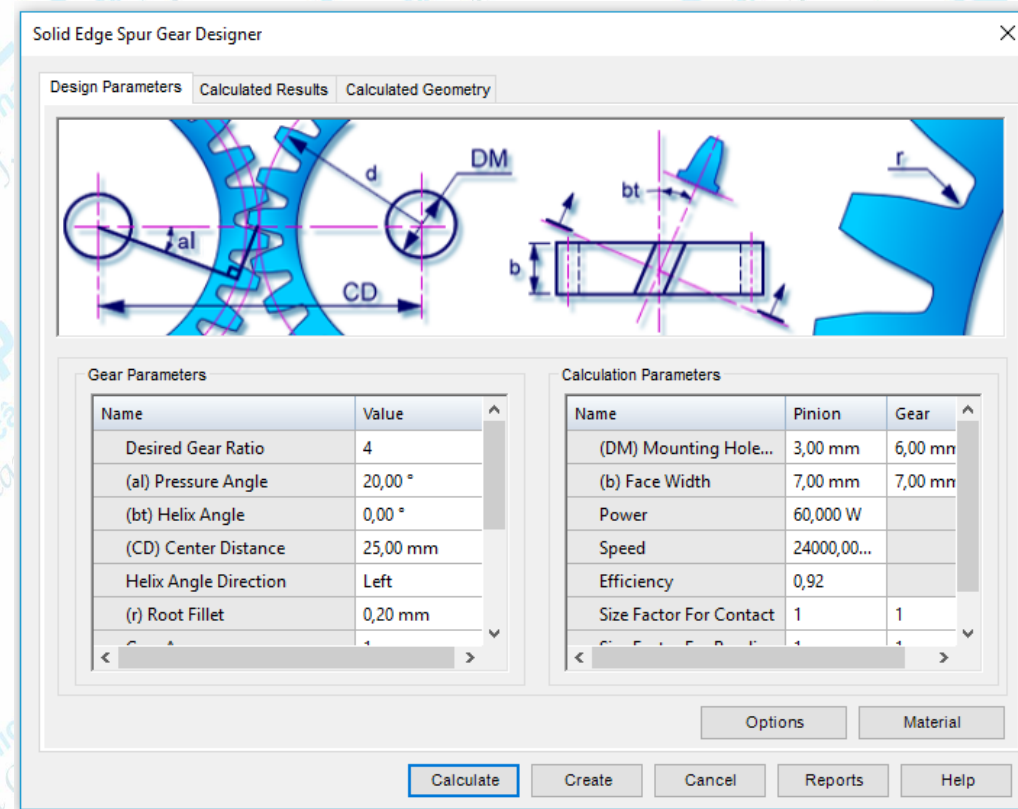 Solid Edge Spur Gear Designer
Design Parameters Calculated Results Calculated Geometry
DM
d
al
CD
bt
b
r
Gear Parameters
Name Value
Desired Gear Ratio 4
(al) Pressure Angle 20,00 °
(bt) Helix Angle 0,00 °
(CD) Center Distance 25,00 mm
Helix Angle Direction Left
(r) Root Fillet 0,20 mm
Calculation Parameters
Name Pinion Gear
(DM) Mounting Hole... 3,00 mm 6,00 mm
(b) Face Width 7,00 mm 7,00 mm
Power 60,000 W
Speed 24000,00...
Efficiency 0,92
Size Factor For Contact 1 1
Options Material
Calculate Create Cancel Reports Help